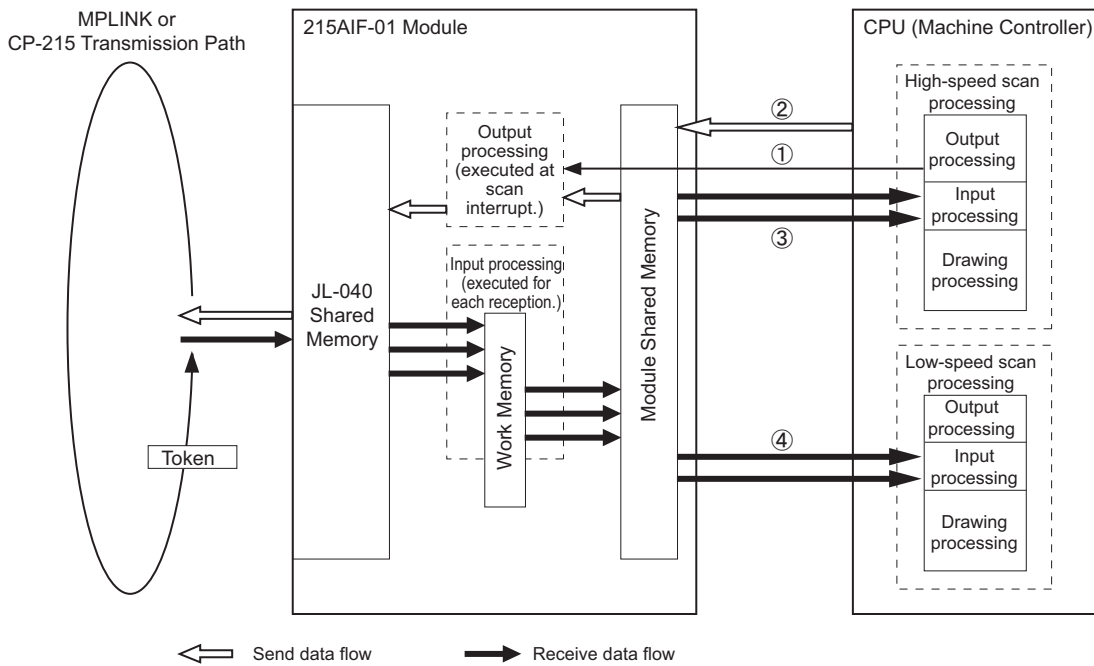 MPLINK or
CP-215 Transmission Path
215AIF-01 Module
CPU (Machine Controller)
High-speed scan
processing
Output
processing
Input
processing
Drawing
processing
②
①
③
Output
processing
(executed at
scan
interrupt.)
Input processing
(executed for
each reception.)
JL-040
Shared
Memory
Work Memory
Module Shared Memory
Low-speed scan
processing
Output
processing
Input
processing
Drawing
processing
④
Token
Send data flow
Receive data flow